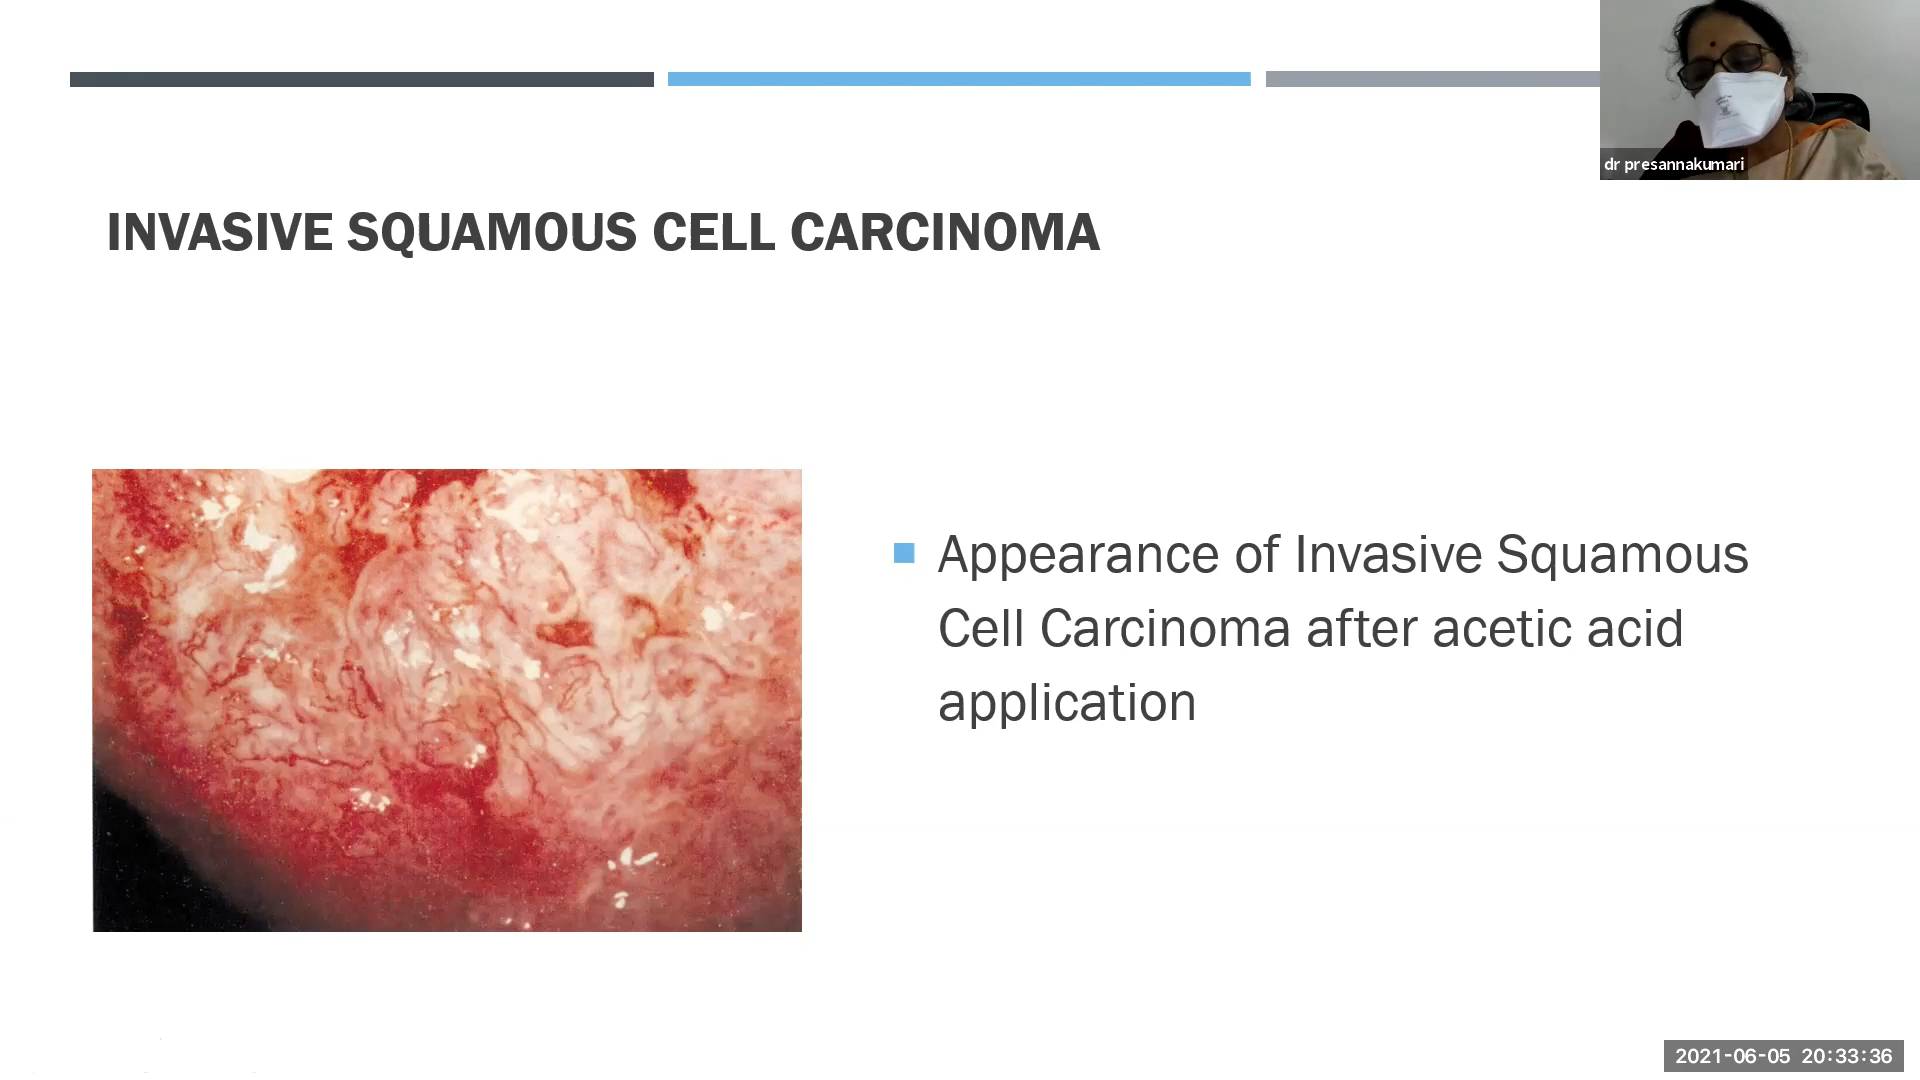 dr presannakumari
INVASIVE SQUAMOUS CELL CARCINOMA
Appearance of Invasive Squamous
Cell Carcinoma after acetic acid
application
2021-06-05 20:33:36